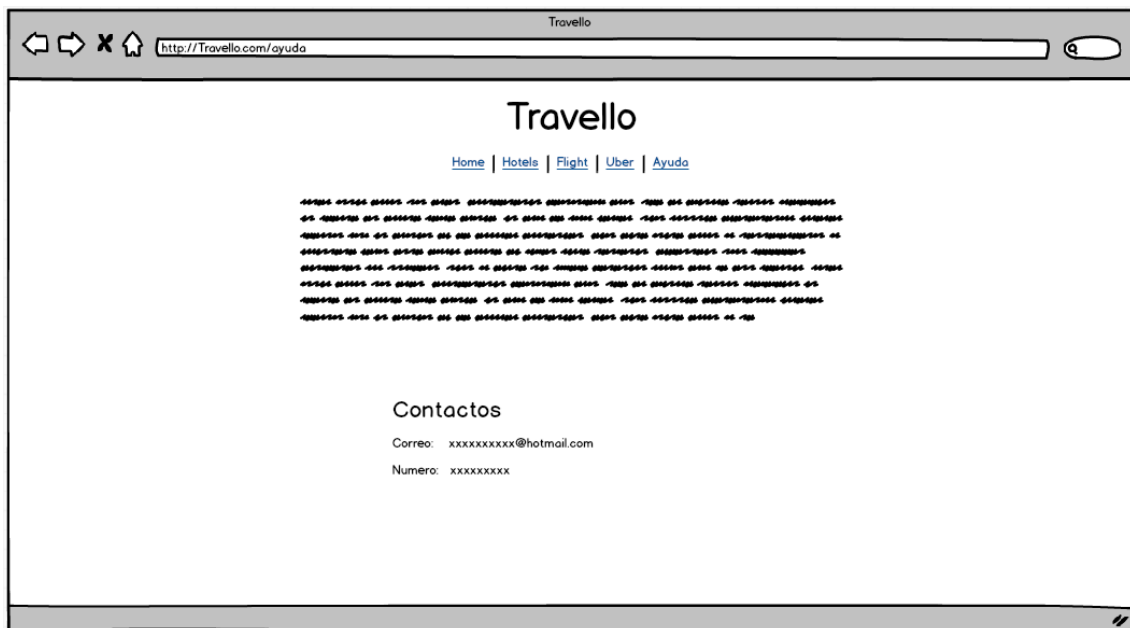 Travello
http://Travello.com/ayuda
Travello
Home | Hotels | Flight | Uber | Ayuda
Contactos
Correo: xxxxxxxxxx@hotmail.com
Numero: xxxxxxxxx